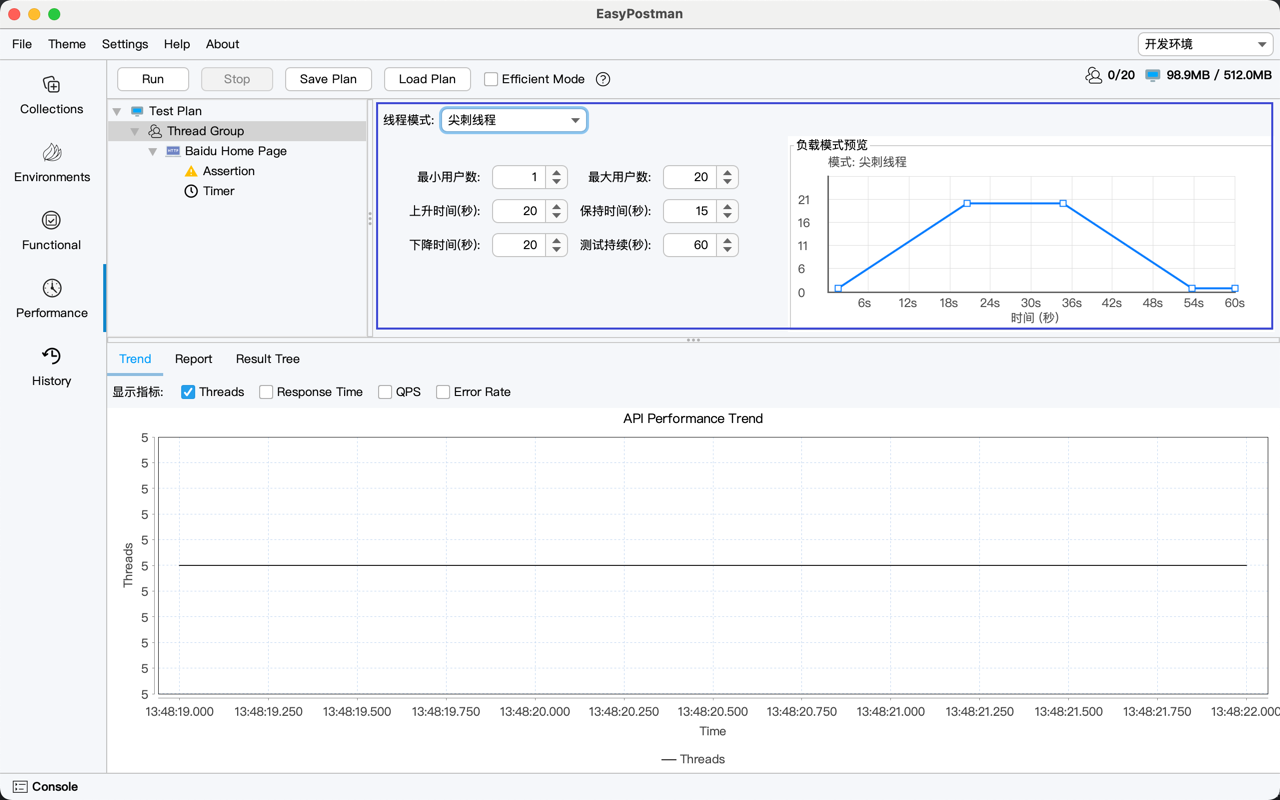 EasyPostman
File Theme Settings Help About 开发环境
Run Stop Save Plan Load Plan Efficient Mode ? 0/20 98.9MB / 512.0MB
Collections
Environments
Functional
Performance
History
Test Plan
Thread Group
HTTP Baidu Home Page
Assertion
Timer
线程模式: 尖刺线程
最小用户数: 1 最大用户数: 20
上升时间(秒): 20 保持时间(秒): 15
下降时间(秒): 20 测试持续(秒): 60
负载模式预览
模式: 尖刺线程
21
16
11
6
0
6s 12s 18s 24s 30s 36s 42s 48s 54s 60s
时间 (秒)
Trend Report Result Tree
显示指标: Threads Response Time QPS Error Rate
API Performance Trend
Threads
5
5
5
5
5
5
5
5
5
5
5
13:48:19.000 13:48:19.250 13:48:19.500 13:48:19.750 13:48:20.000 13:48:20.250 13:48:20.500 13:48:20.750 13:48:21.000 13:48:21.250 13:48:21.500 13:48:21.750 13:48:22.000
Time
Threads
Console